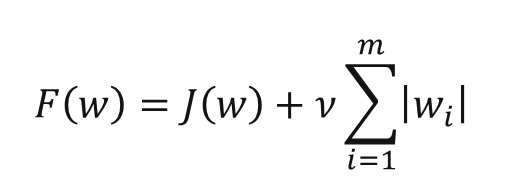 F(w) = J(w) + ν ∑_{i=1}^{m} |w_i|